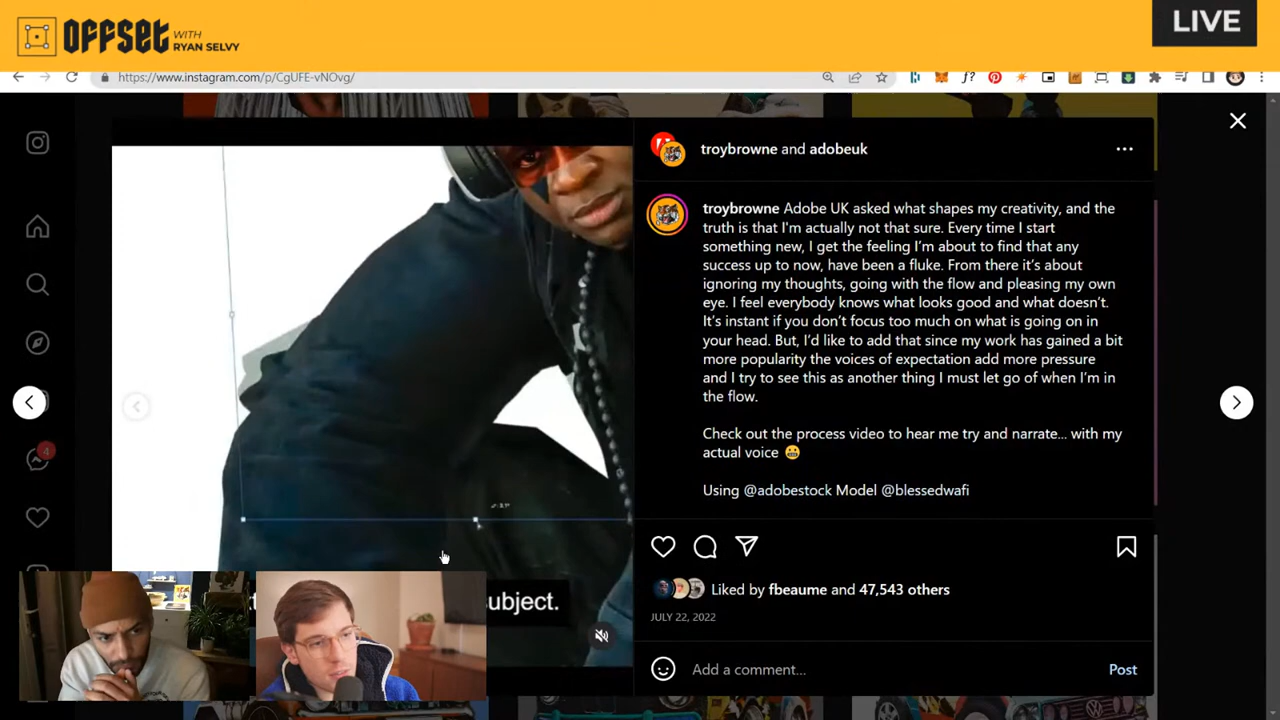 OFFSET WITH RYAN SELVY
LIVE
https://www.instagram.com/p/CgUFE-vNOvg/
troybrowne and adobeuk
troybrowne Adobe UK asked what shapes my creativity, and the
truth is that I'm actually not that sure. Every time I start
something new, I get the feeling I'm about to find that any
success up to now, have been a fluke. From there it's about
ignoring my thoughts, going with the flow and pleasing my own
eye. I feel everybody knows what looks good and what doesn't.
It's instant if you don't focus too much on what is going on in
your head. But, I'd like to add that since my work has gained a bit
more popularity the voices of expectation add more pressure
and I try to see this as another thing I must let go of when I'm in
the flow.
Check out the process video to hear me try and narrate... with my
actual voice 😬
Using @adobestock Model @blessedwafi
4
Liked by fbeaume and 47,543 others
subject.
JULY 22, 2022
Add a comment...
Post